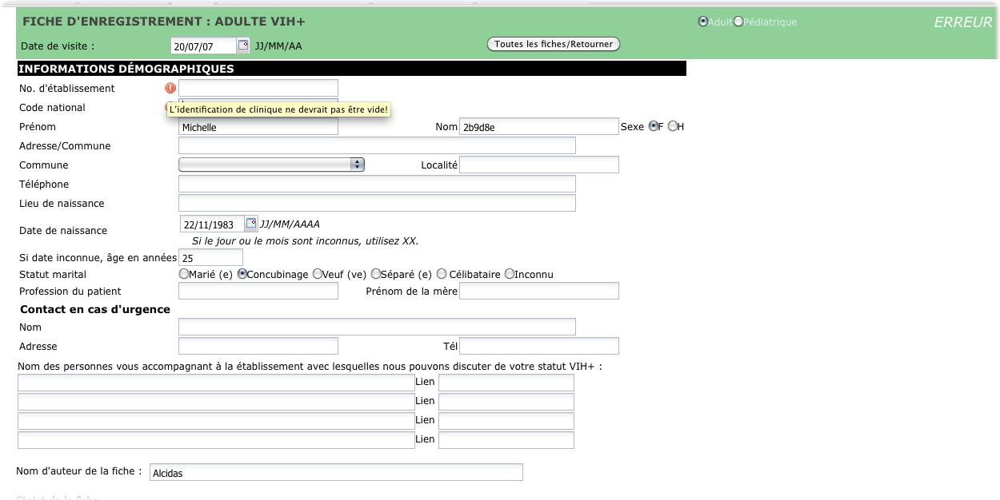 FICHE D'ENREGISTREMENT : ADULTE VIH+
Adult Pédiatrique
ERREUR
Date de visite : 20/07/07 JJ/MM/AA
Toutes les fiches/Retourner
INFORMATIONS DÉMOGRAPHIQUES
No. d'établissement
Code national
L'identification de clinique ne devrait pas être vide!
Prénom Michelle Nom 2b9d8e Sexe F H
Adresse/Commune
Commune Localité
Téléphone
Lieu de naissance
Date de naissance 22/11/1983 JJ/MM/AAAA
Si le jour ou le mois sont inconnus, utilisez XX.
Si date inconnue, âge en années 25
Statut marital Marié (e) Concubinage Veuf (ve) Séparé (e) Célibataire Inconnu
Profession du patient Prénom de la mère
Contact en cas d'urgence
Nom
Adresse Tél
Nom des personnes vous accompagnant à la établissement avec lesquelles nous pouvons discuter de votre statut VIH+ :
Lien
Lien
Lien
Lien
Nom d'auteur de la fiche : Alcidas
Statut de la fiche